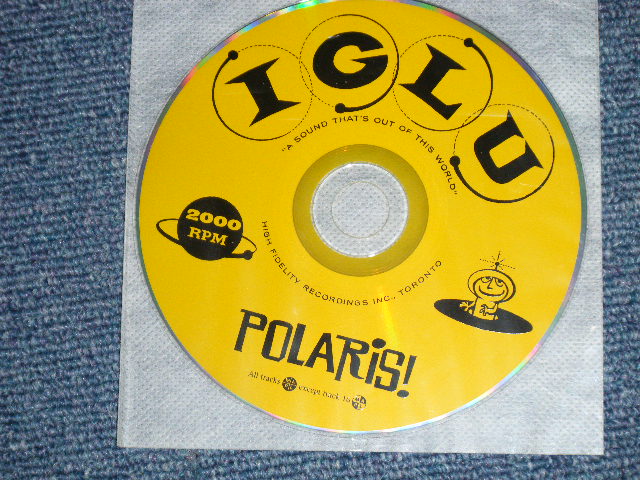 IGLU
"A SOUND THAT'S OUT OF THIS WORLD"
2000
RPM
HIGH FIDELITY RECORDINGS INC., TORONTO
POLARiS!
All tracks except track 10